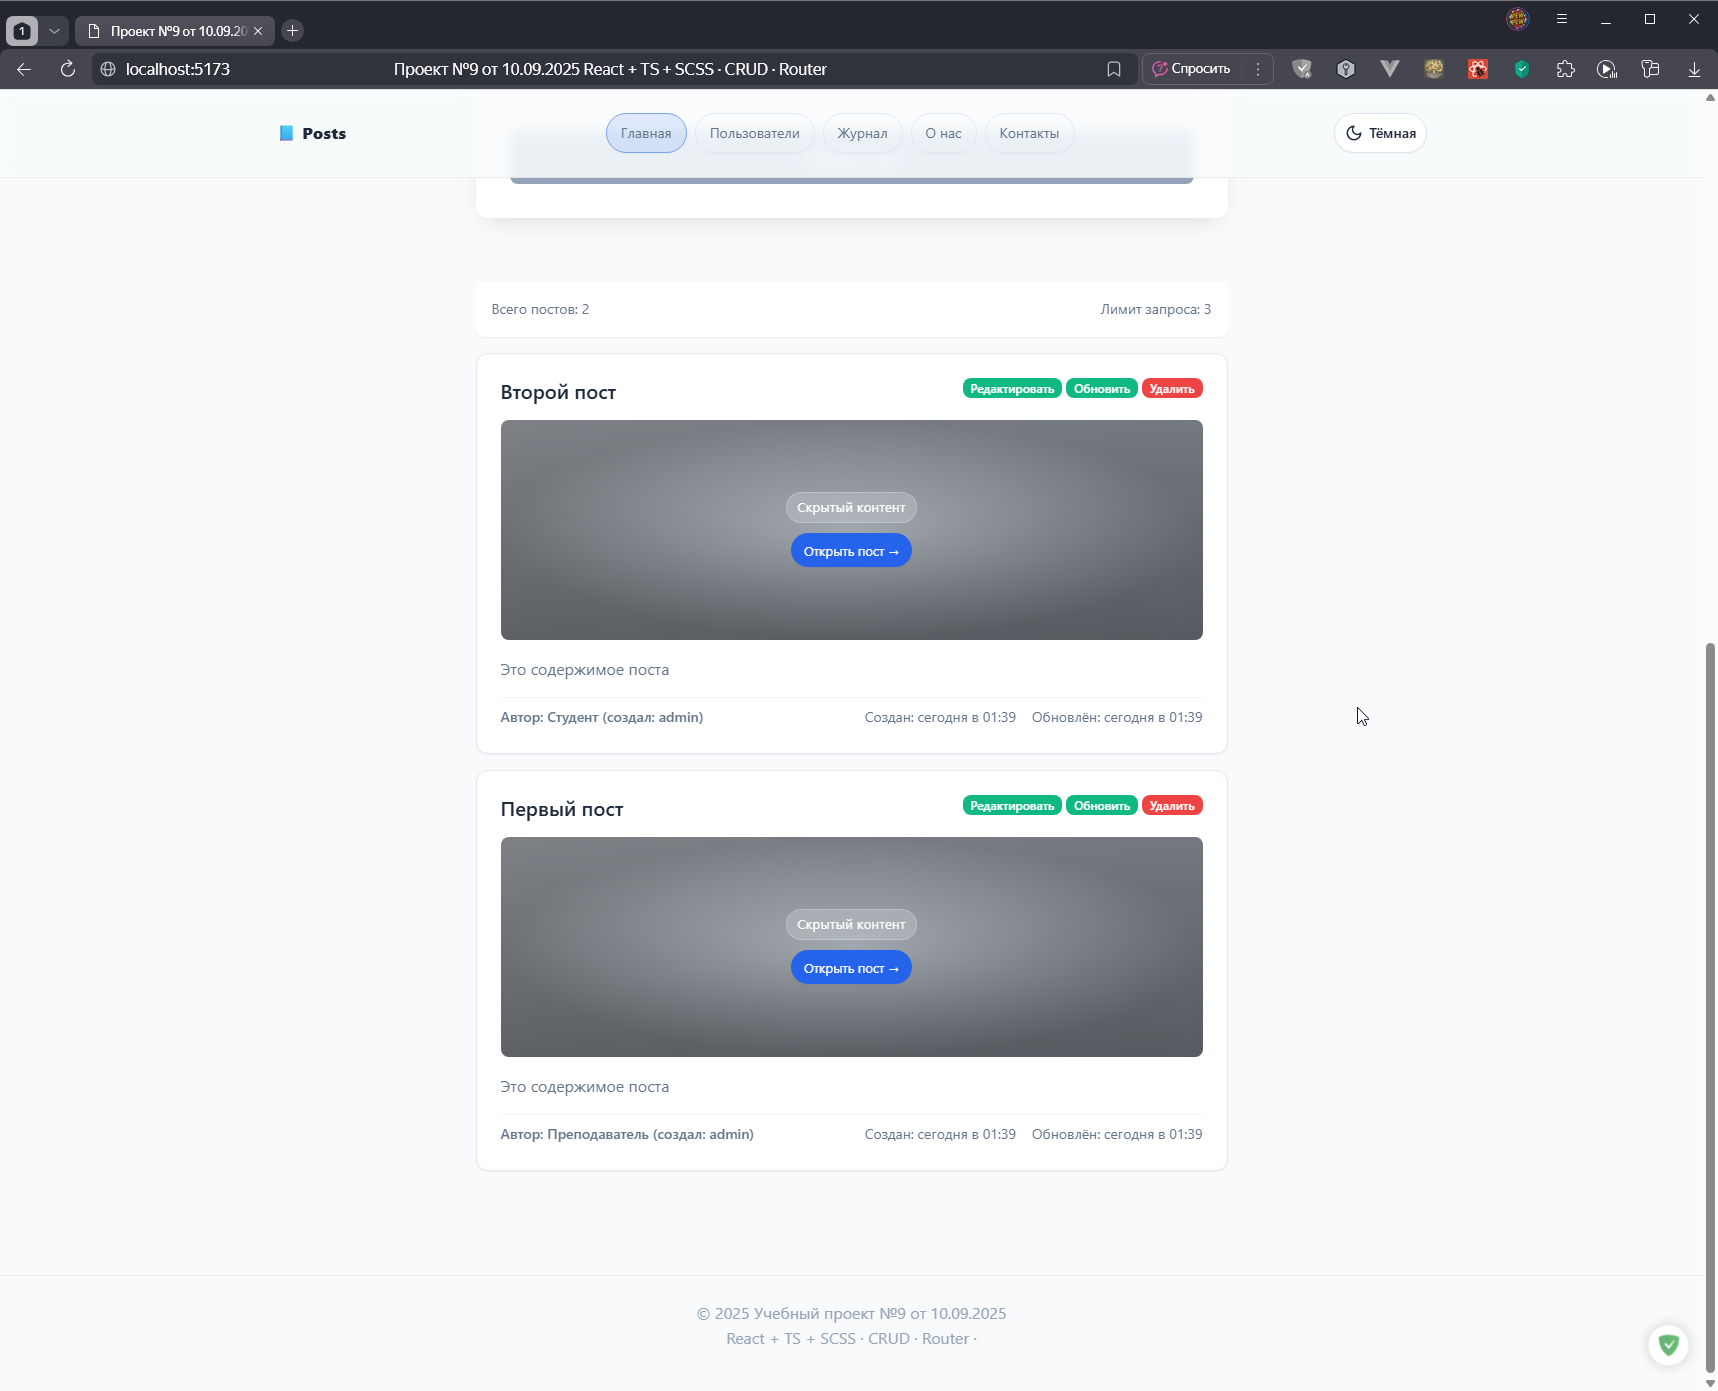 1
Проект №9 от 10.09.20
localhost:5173
Проект №9 от 10.09.2025 React + TS + SCSS · CRUD · Router
Спросить
Posts
Главная
Пользователи
Журнал
О нас
Контакты
Тёмная
Всего постов: 2
Лимит запроса: 3
Второй пост
Редактировать
Обновить
Удалить
Скрытый контент
Открыть пост →
Это содержимое поста
Автор: Студент (создал: admin)
Создан: сегодня в 01:39
Обновлён: сегодня в 01:39
Первый пост
Редактировать
Обновить
Удалить
Скрытый контент
Открыть пост →
Это содержимое поста
Автор: Преподаватель (создал: admin)
Создан: сегодня в 01:39
Обновлён: сегодня в 01:39
© 2025 Учебный проект №9 от 10.09.2025
React + TS + SCSS · CRUD · Router ·